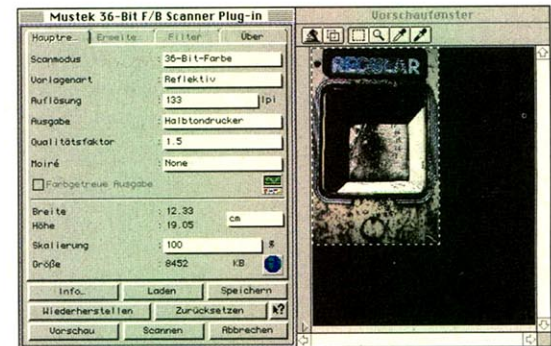 Mustek 36-Bit F/B Scanner Plug-in
Hauptre… Erweite… Filter Über
Scanmodus : 36-Bit-Farbe
Vorlagenart : Reflektiv
Auflösung : 133 lpi
Ausgabe : Halbtondrucker
Qualitätsfaktor : 1.5
Moiré : None
Farbgetreue Ausgabe
Breite : 12.33
cm
Höhe : 19.05
Skalierung : 100 %
Größe : 8452 KB
Info… Laden Speichern
Wiederherstellen Zurücksetzen ?
Vorschau Scannen Abbrechen
Vorschaufenster
REGULAR